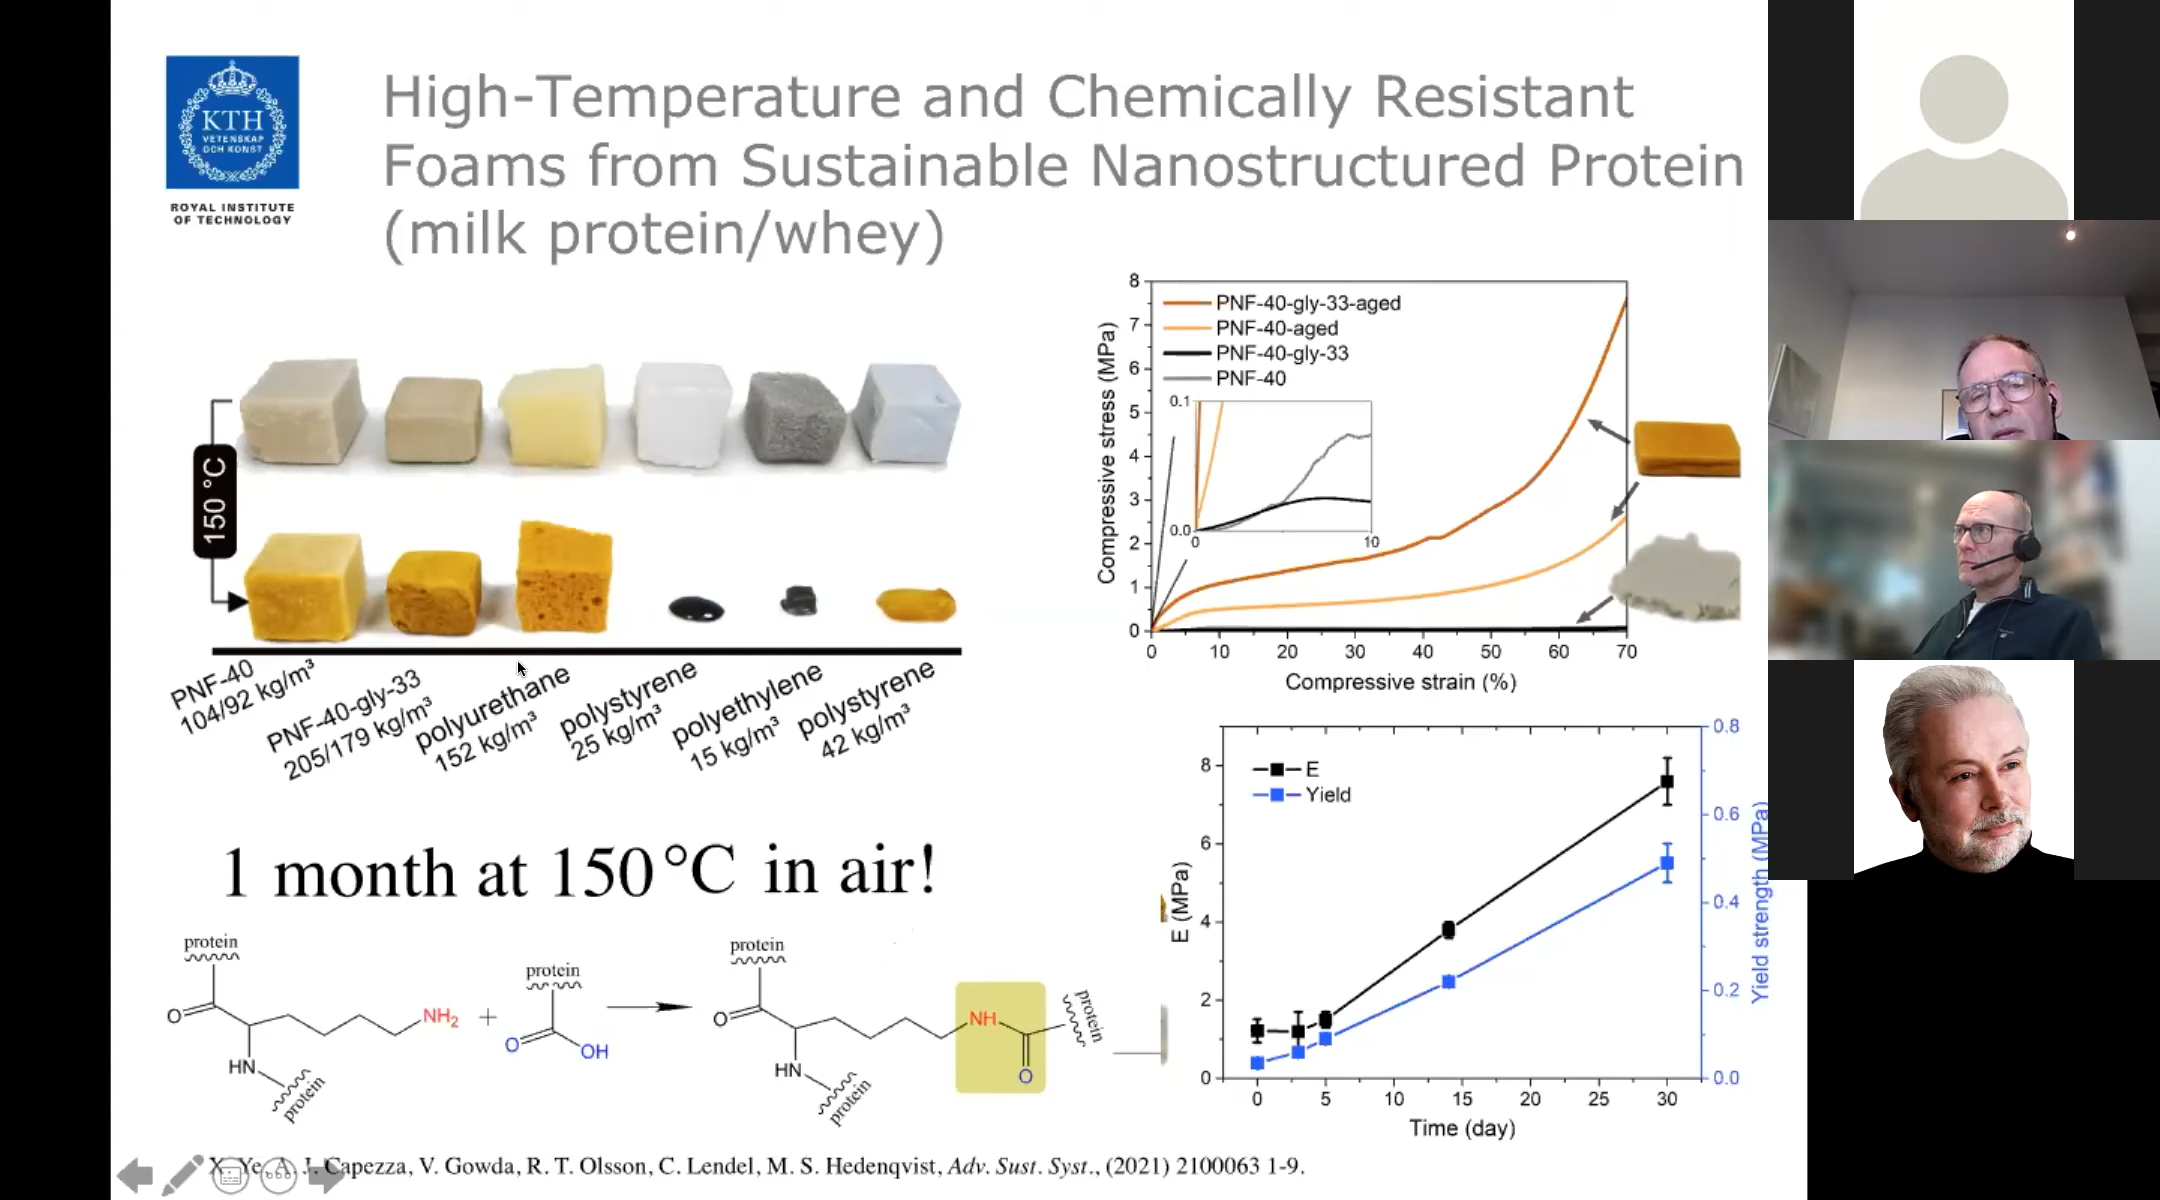 KTH
VETENSKAP
OCH KONST
ROYAL INSTITUTE
OF TECHNOLOGY
High-Temperature and Chemically Resistant
Foams from Sustainable Nanostructured Protein
(milk protein/whey)
150 °C
PNF-40
104/92 kg/m³
PNF-40-gly-33
205/179 kg/m³
polyurethane
152 kg/m³
polystyrene
25 kg/m³
polyethylene
15 kg/m³
polystyrene
42 kg/m³
Compressive stress (MPa)
8
7
6
5
4
3
2
1
0
PNF-40-gly-33-aged
PNF-40-aged
PNF-40-gly-33
PNF-40
0.1
0.0
0
10
0 10 20 30 40 50 60 70
Compressive strain (%)
1 month at 150 °C in air!
protein
O
NH₂
HN
protein
+
protein
O
OH
protein
O
NH
protein
HN
O
protein
E (MPa)
8
6
4
2
0
E
Yield
0.8
0.6
0.4
0.2
0.0
Yield strength (MPa)
0 5 10 15 20 25 30
Time (day)
X. Ye, A. J. Capezza, V. Gowda, R. T. Olsson, C. Lendel, M. S. Hedenqvist, Adv. Sust. Syst., (2021) 2100063 1-9.